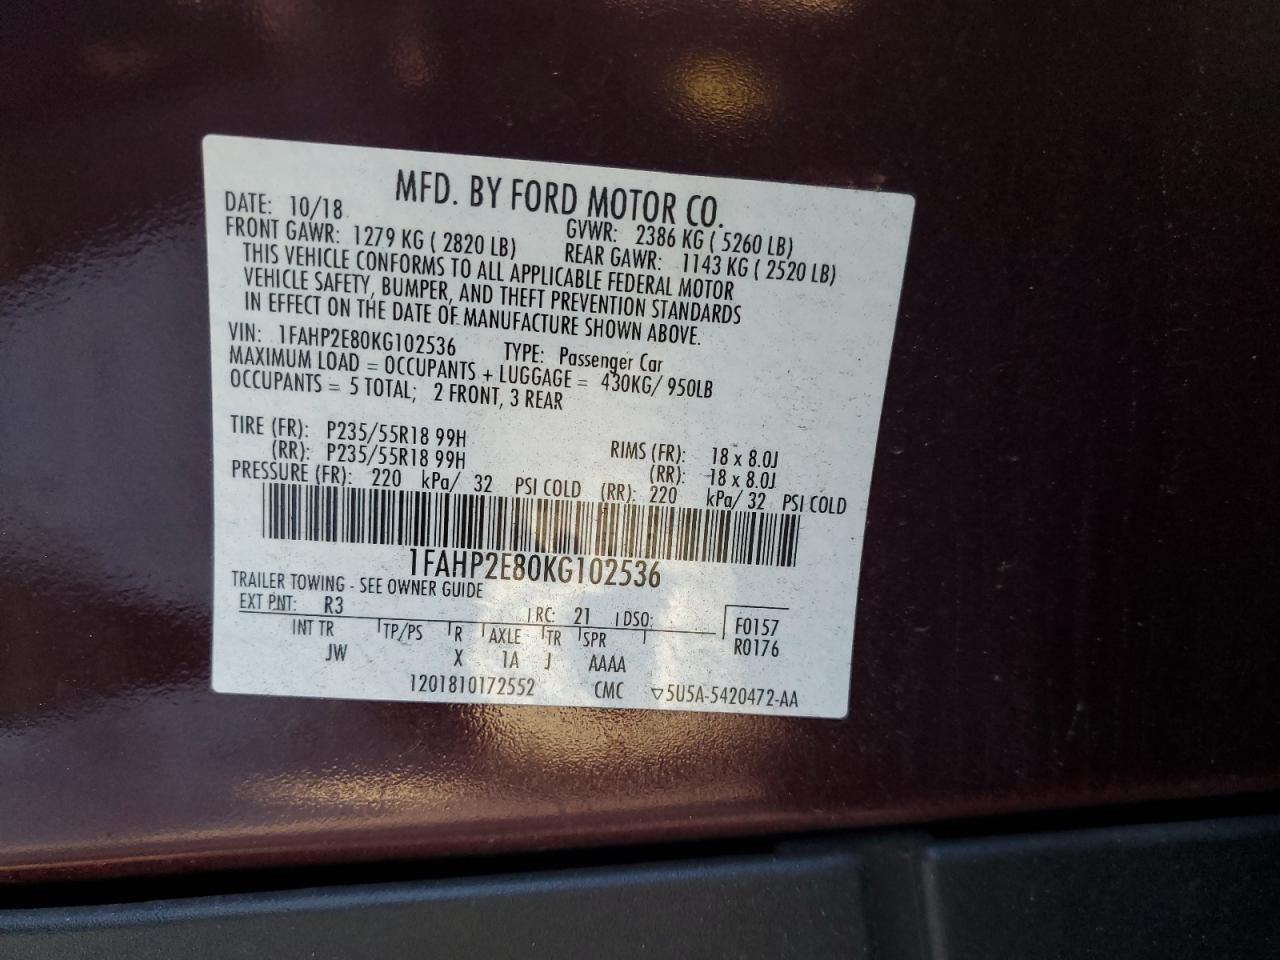 MFD. BY FORD MOTOR CO.
DATE: 10/18 GVWR: 2386 KG ( 5260 LB)
FRONT GAWR: 1279 KG ( 2820 LB) REAR GAWR: 1143 KG ( 2520 LB)
THIS VEHICLE CONFORMS TO ALL APPLICABLE FEDERAL MOTOR
VEHICLE SAFETY, BUMPER, AND THEFT PREVENTION STANDARDS
IN EFFECT ON THE DATE OF MANUFACTURE SHOWN ABOVE.
VIN: 1FAHP2E80KG102536 TYPE: Passenger Car
MAXIMUM LOAD = OCCUPANTS + LUGGAGE = 430KG/ 950LB
OCCUPANTS = 5 TOTAL; 2 FRONT, 3 REAR
TIRE (FR): P235/55R18 99H RIMS (FR): 18 x 8.0J
(RR): P235/55R18 99H (RR): 18 x 8.0J
PRESSURE (FR): 220 kPa/ 32 PSI COLD (RR): 220 kPa/ 32 PSI COLD
1FAHP2E80KG102536
TRAILER TOWING - SEE OWNER GUIDE
EXT PNT: R3 RC: 21 DSO: F0157
INT TR TP/PS R AXLE TR SPR R0176
JW X 1A J AAAA
1201810172552 CMC ▽5U5A-5420472-AA